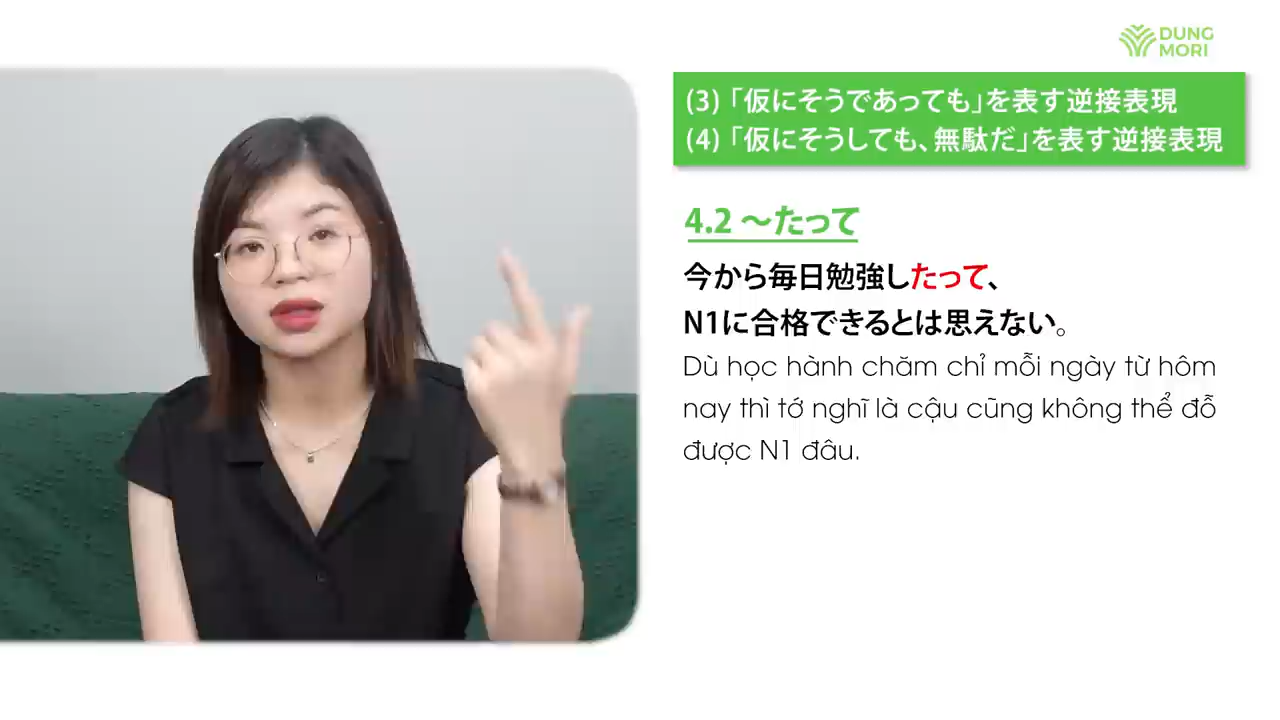 DUNG
MORI
(3)「仮にそうであっても」を表す逆接表現
(4)「仮にそうしても、無駄だ」を表す逆接表現
4.2 ～たって
今から毎日勉強したって、
N1に合格できるとは思えない。
Dù học hành chăm chỉ mỗi ngày từ hôm
nay thì tớ nghĩ là cậu cũng không thể đỗ
được N1 đâu.